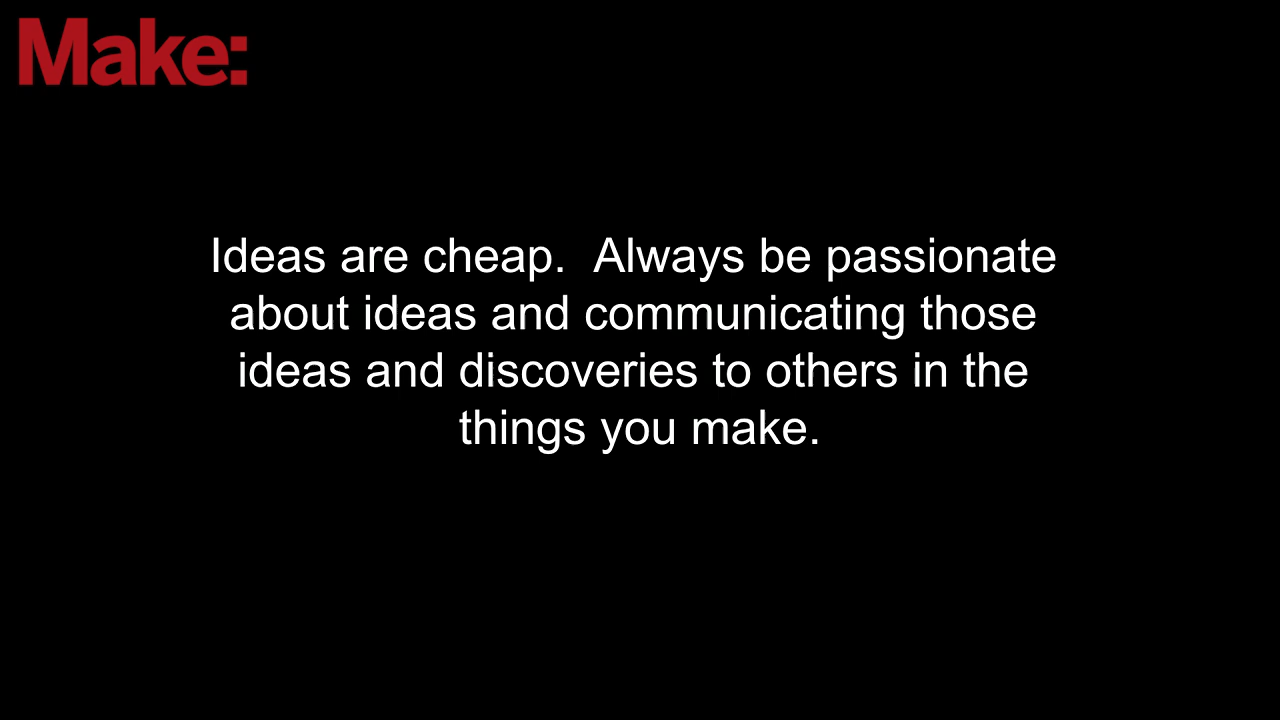 Make:
Ideas are cheap.  Always be passionate
about ideas and communicating those
ideas and discoveries to others in the
things you make.